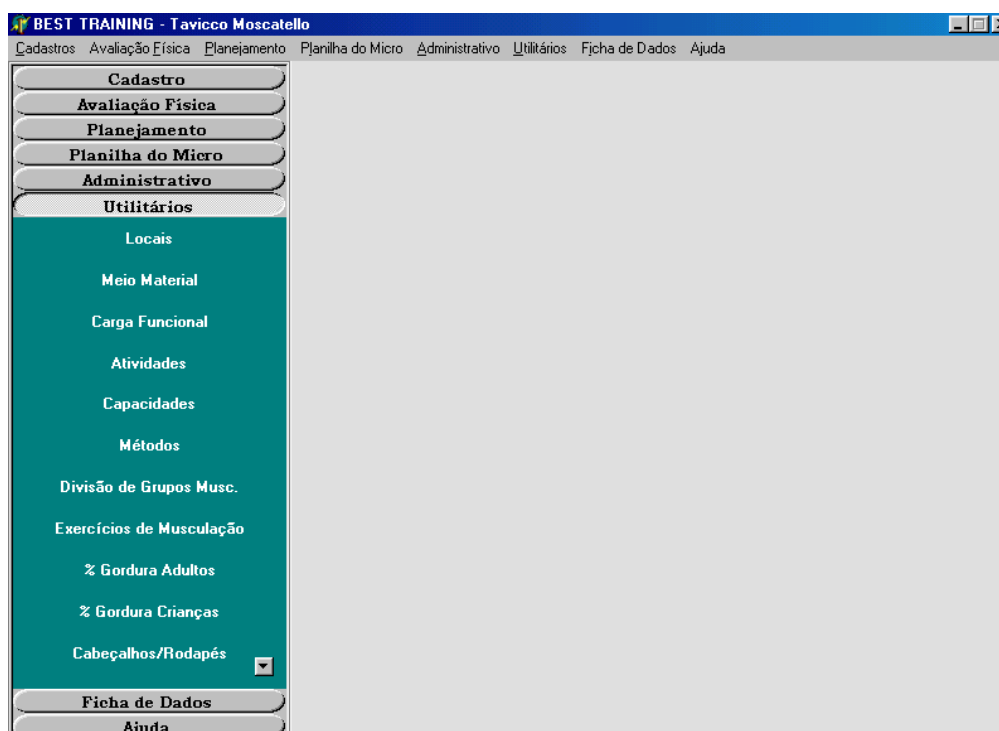 BEST TRAINING - Tavicco Moscatello
Cadastros Avaliação Física Planejamento Planilha do Micro Administrativo Utilitários Ficha de Dados Ajuda
Cadastro
Avaliação Física
Planejamento
Planilha do Micro
Administrativo
Utilitários
Locais
Meio Material
Carga Funcional
Atividades
Capacidades
Métodos
Divisão de Grupos Musc.
Exercícios de Musculação
% Gordura Adultos
% Gordura Crianças
Cabeçalhos/Rodapés
Ficha de Dados
Ajuda